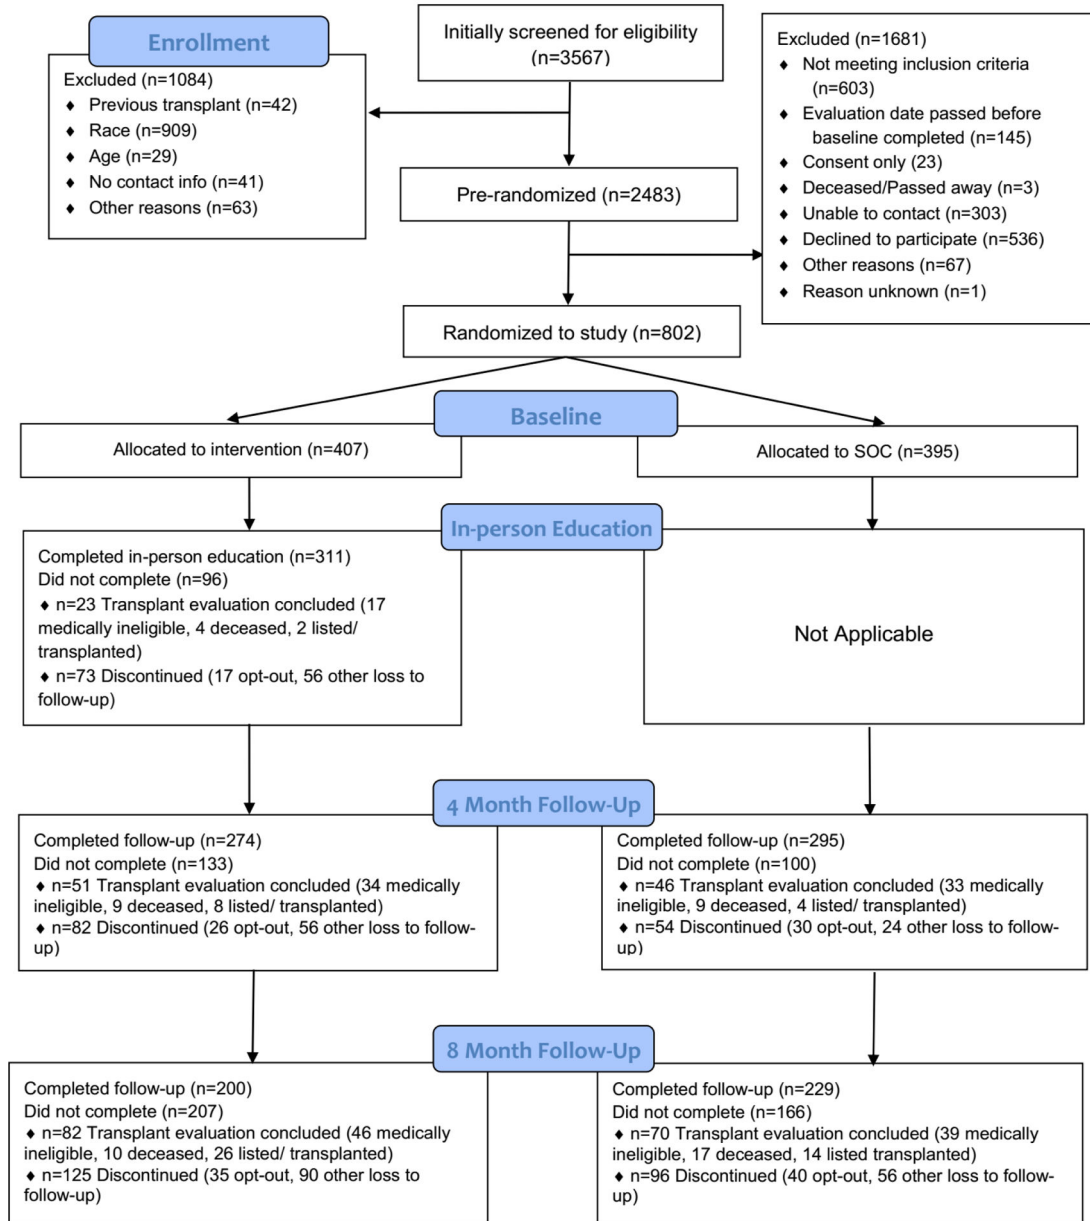 Enrollment
Initially screened for eligibility
(n=3567)
Excluded (n=1084)
♦ Previous transplant (n=42)
♦ Race (n=909)
♦ Age (n=29)
♦ No contact info (n=41)
♦ Other reasons (n=63)
Excluded (n=1681)
♦ Not meeting inclusion criteria
(n=603)
♦ Evaluation date passed before
baseline completed (n=145)
♦ Consent only (23)
♦ Deceased/Passed away (n=3)
♦ Unable to contact (n=303)
♦ Declined to participate (n=536)
♦ Other reasons (n=67)
♦ Reason unknown (n=1)
Pre-randomized (n=2483)
Randomized to study (n=802)
Baseline
Allocated to intervention (n=407)
Allocated to SOC (n=395)
In-person Education
Completed in-person education (n=311)
Did not complete (n=96)
♦ n=23 Transplant evaluation concluded (17
medically ineligible, 4 deceased, 2 listed/
transplanted)
♦ n=73 Discontinued (17 opt-out, 56 other loss to
follow-up)
Not Applicable
4 Month Follow-Up
Completed follow-up (n=274)
Did not complete (n=133)
♦ n=51 Transplant evaluation concluded (34 medically
ineligible, 9 deceased, 8 listed/ transplanted)
♦ n=82 Discontinued (26 opt-out, 56 other loss to follow-
up)
Completed follow-up (n=295)
Did not complete (n=100)
♦ n=46 Transplant evaluation concluded (33 medically
ineligible, 9 deceased, 4 listed/ transplanted)
♦ n=54 Discontinued (30 opt-out, 24 other loss to follow-
up)
8 Month Follow-Up
Completed follow-up (n=200)
Did not complete (n=207)
♦ n=82 Transplant evaluation concluded (46 medically
ineligible, 10 deceased, 26 listed/ transplanted)
♦ n=125 Discontinued (35 opt-out, 90 other loss to
follow-up)
Completed follow-up (n=229)
Did not complete (n=166)
♦ n=70 Transplant evaluation concluded (39 medically
ineligible, 17 deceased, 14 listed transplanted)
♦ n=96 Discontinued (40 opt-out, 56 other loss to follow-
up)